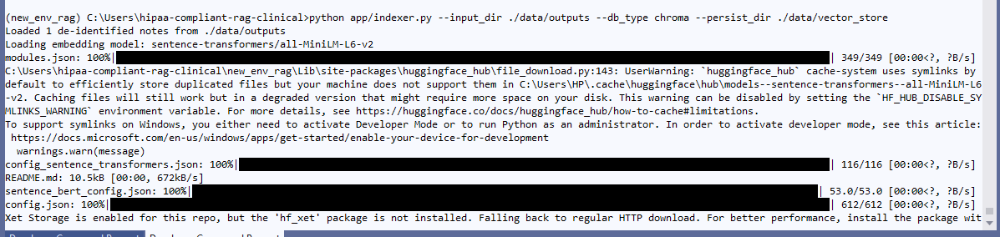 (new_env_rag) C:\Users\hipaa-compliant-rag-clinical>python app/indexer.py --input_dir ./data/outputs --db_type chroma --persist_dir ./data/vector_store
Loaded 1 de-identified notes from ./data/outputs
Loading embedding model: sentence-transformers/all-MiniLM-L6-v2
modules.json: 100%| | 349/349 [00:00<?, ?B/s]
C:\Users\hipaa-compliant-rag-clinical\new_env_rag\Lib\site-packages\huggingface_hub\file_download.py:143: UserWarning: `huggingface_hub` cache-system uses symlinks by
default to efficiently store duplicated files but your machine does not support them in C:\Users\HP\.cache\huggingface\hub\models--sentence-transformers--all-MiniLM-L6
-v2. Caching files will still work but in a degraded version that might require more space on your disk. This warning can be disabled by setting the `HF_HUB_DISABLE_SY
MLINKS_WARNING` environment variable. For more details, see https://huggingface.co/docs/huggingface_hub/how-to-cache#limitations.
To support symlinks on Windows, you either need to activate Developer Mode or to run Python as an administrator. In order to activate developer mode, see this article:
https://docs.microsoft.com/en-us/windows/apps/get-started/enable-your-device-for-development
warnings.warn(message)
config_sentence_transformers.json: 100%| | 116/116 [00:00<?, ?B/s]
README.md: 10.5kB [00:00, 672kB/s]
sentence_bert_config.json: 100%| | 53.0/53.0 [00:00<?, ?B/s]
config.json: 100%| | 612/612 [00:00<?, ?B/s]
Xet Storage is enabled for this repo, but the 'hf_xet' package is not installed. Falling back to regular HTTP download. For better performance, install the package wit